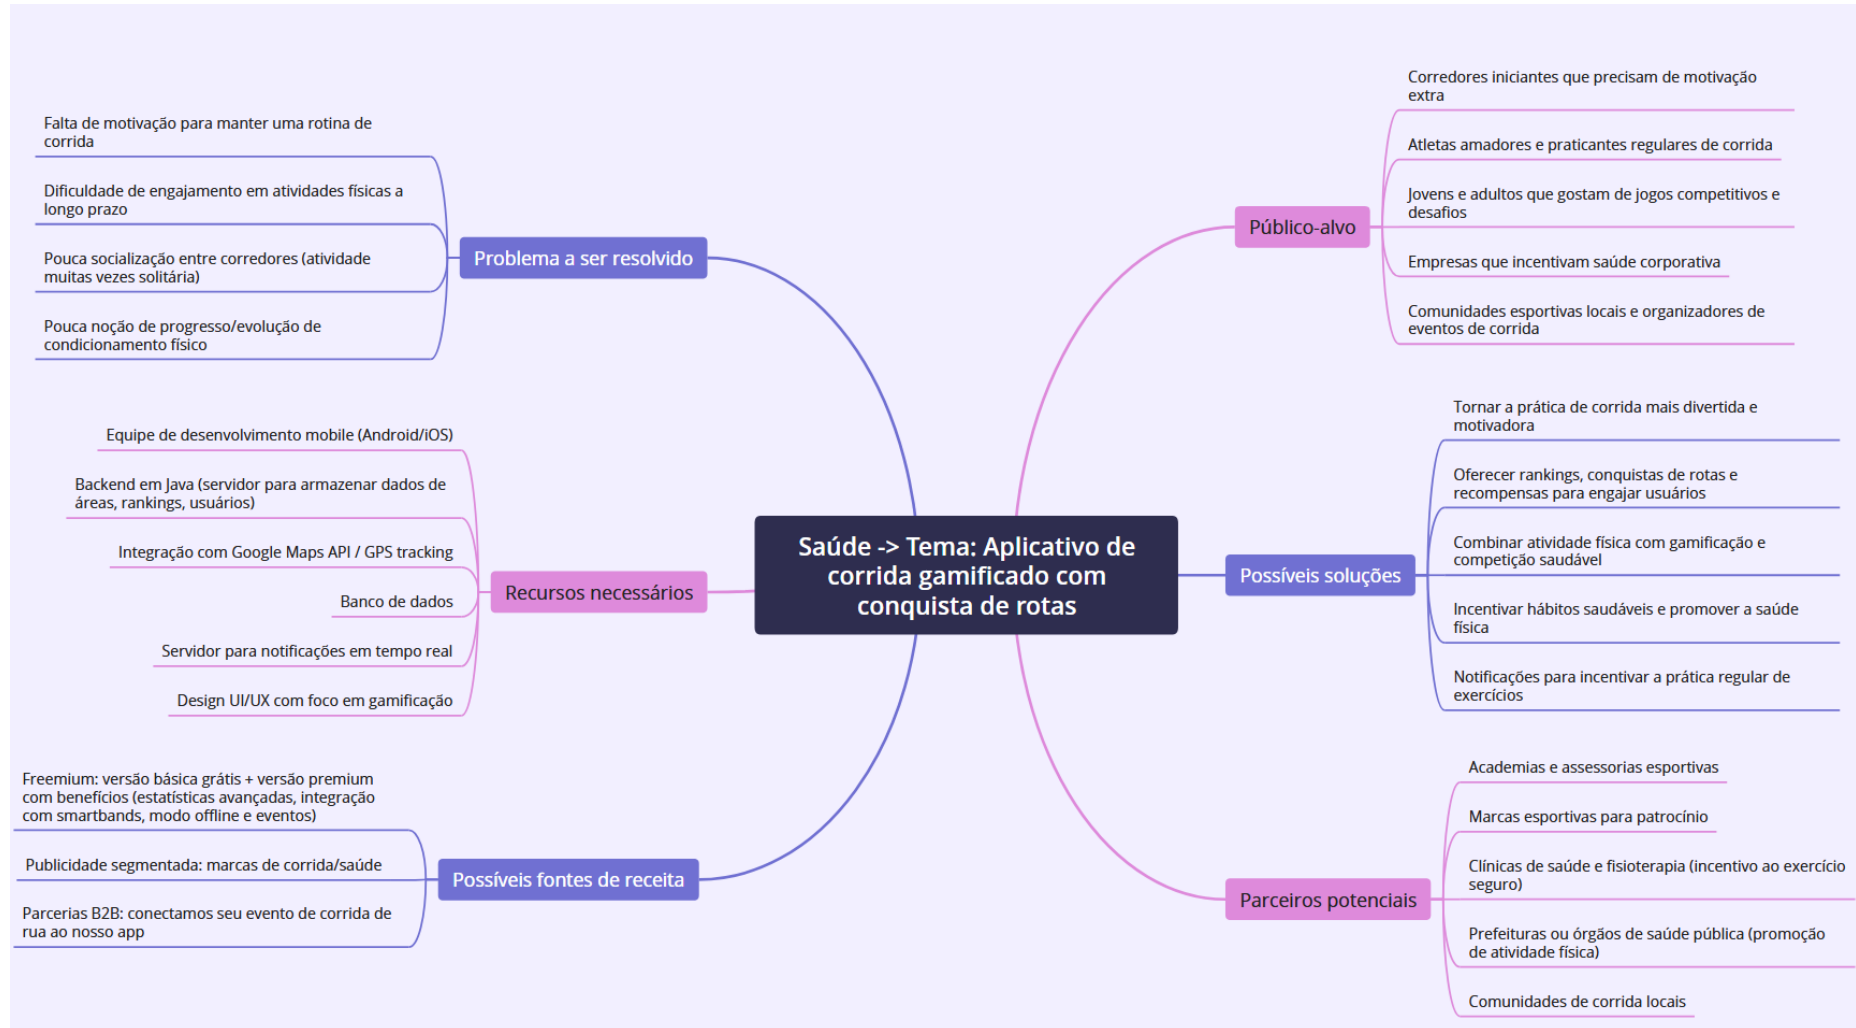 Saúde -> Tema: Aplicativo de
corrida gamificado com
conquista de rotas
Problema a ser resolvido
Falta de motivação para manter uma rotina de
corrida
Dificuldade de engajamento em atividades físicas a
longo prazo
Pouca socialização entre corredores (atividade
muitas vezes solitária)
Pouca noção de progresso/evolução de
condicionamento físico
Recursos necessários
Equipe de desenvolvimento mobile (Android/iOS)
Backend em Java (servidor para armazenar dados de
áreas, rankings, usuários)
Integração com Google Maps API / GPS tracking
Banco de dados
Servidor para notificações em tempo real
Design UI/UX com foco em gamificação
Possíveis fontes de receita
Freemium: versão básica grátis + versão premium
com benefícios (estatísticas avançadas, integração
com smartbands, modo offline e eventos)
Publicidade segmentada: marcas de corrida/saúde
Parcerias B2B: conectamos seu evento de corrida de
rua ao nosso app
Público-alvo
Corredores iniciantes que precisam de motivação
extra
Atletas amadores e praticantes regulares de corrida
Jovens e adultos que gostam de jogos competitivos e
desafios
Empresas que incentivam saúde corporativa
Comunidades esportivas locais e organizadores de
eventos de corrida
Possíveis soluções
Tornar a prática de corrida mais divertida e
motivadora
Oferecer rankings, conquistas de rotas e
recompensas para engajar usuários
Combinar atividade física com gamificação e
competição saudável
Incentivar hábitos saudáveis e promover a saúde
física
Notificações para incentivar a prática regular de
exercícios
Parceiros potenciais
Academias e assessorias esportivas
Marcas esportivas para patrocínio
Clínicas de saúde e fisioterapia (incentivo ao exercício
seguro)
Prefeituras ou órgãos de saúde pública (promoção
de atividade física)
Comunidades de corrida locais